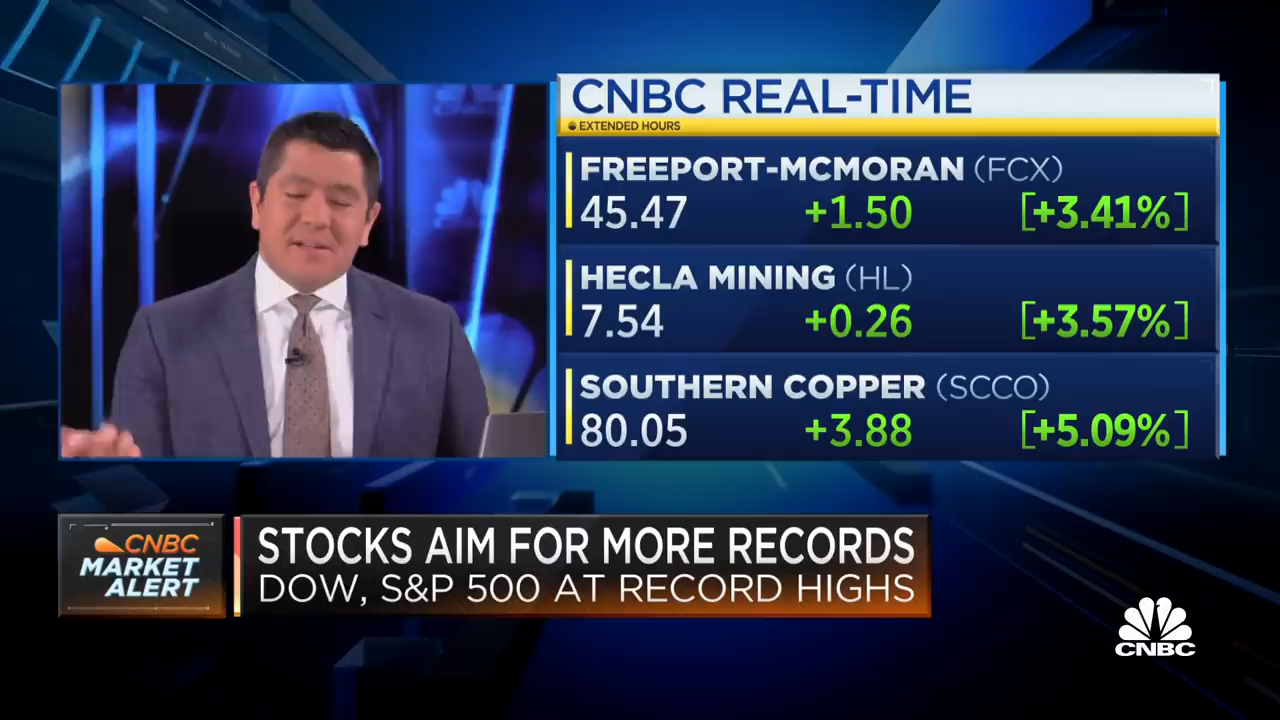 CNBC REAL-TIME
EXTENDED HOURS
FREEPORT-MCMORAN (FCX)
45.47 +1.50 [+3.41%]
HECLA MINING (HL)
7.54 +0.26 [+3.57%]
SOUTHERN COPPER (SCCO)
80.05 +3.88 [+5.09%]
CNBC
MARKET
ALERT
STOCKS AIM FOR MORE RECORDS
DOW, S&P 500 AT RECORD HIGHS
CNBC